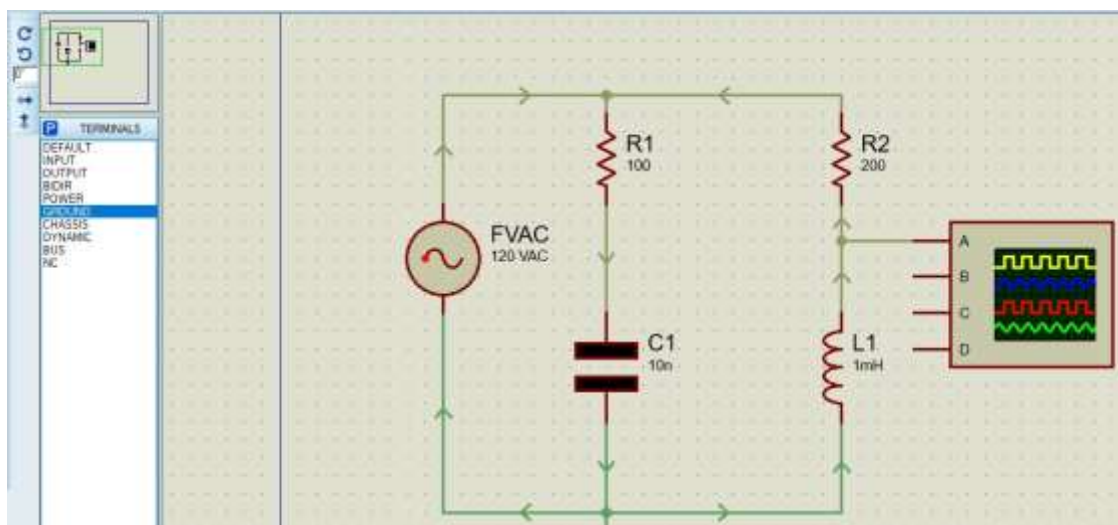 P TERMINALS
DEFAULT
INPUT
OUTPUT
BIDIR
POWER
GROUND
CHASSIS
DYNAMIC
BUS
NC
R1
100
R2
200
FVAC
120 VAC
C1
10n
L1
1mH
A
B
C
D